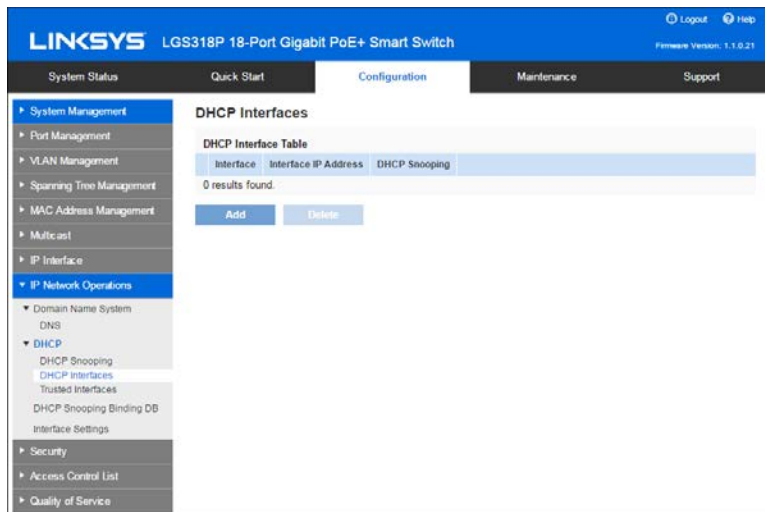 Logout Help
LINKSYS LGS318P 18-Port Gigabit PoE+ Smart Switch
Firmware Version: 1.1.0.21
System Status Quick Start Configuration Maintenance Support
System Management
Port Management
VLAN Management
Spanning Tree Management
MAC Address Management
Multicast
IP Interface
IP Network Operations
Domain Name System
DNS
DHCP
DHCP Snooping
DHCP Interfaces
Trusted Interfaces
DHCP Snooping Binding DB
Interface Settings
Security
Access Control List
Quality of Service
DHCP Interfaces
DHCP Interface Table
Interface Interface IP Address DHCP Snooping
0 results found.
Add Delete